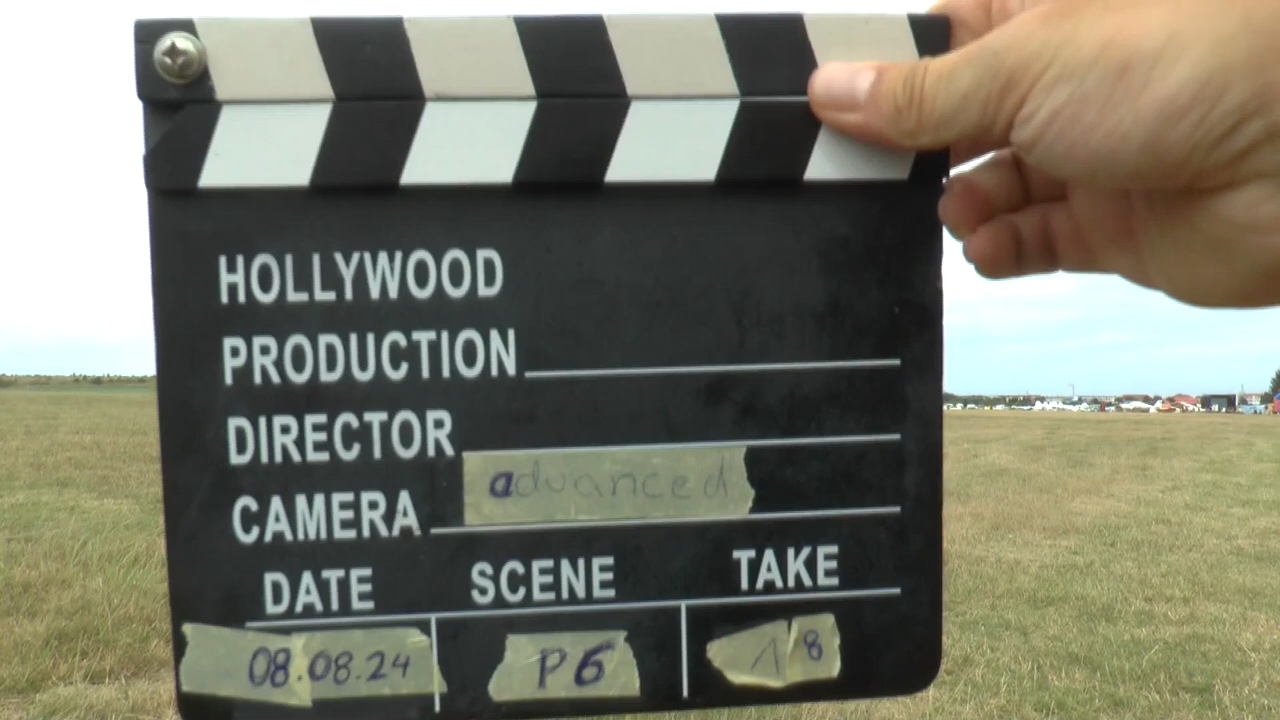 HOLLYWOOD
PRODUCTION
DIRECTOR
CAMERA advanced
DATE SCENE TAKE
08.08.24 P6 18